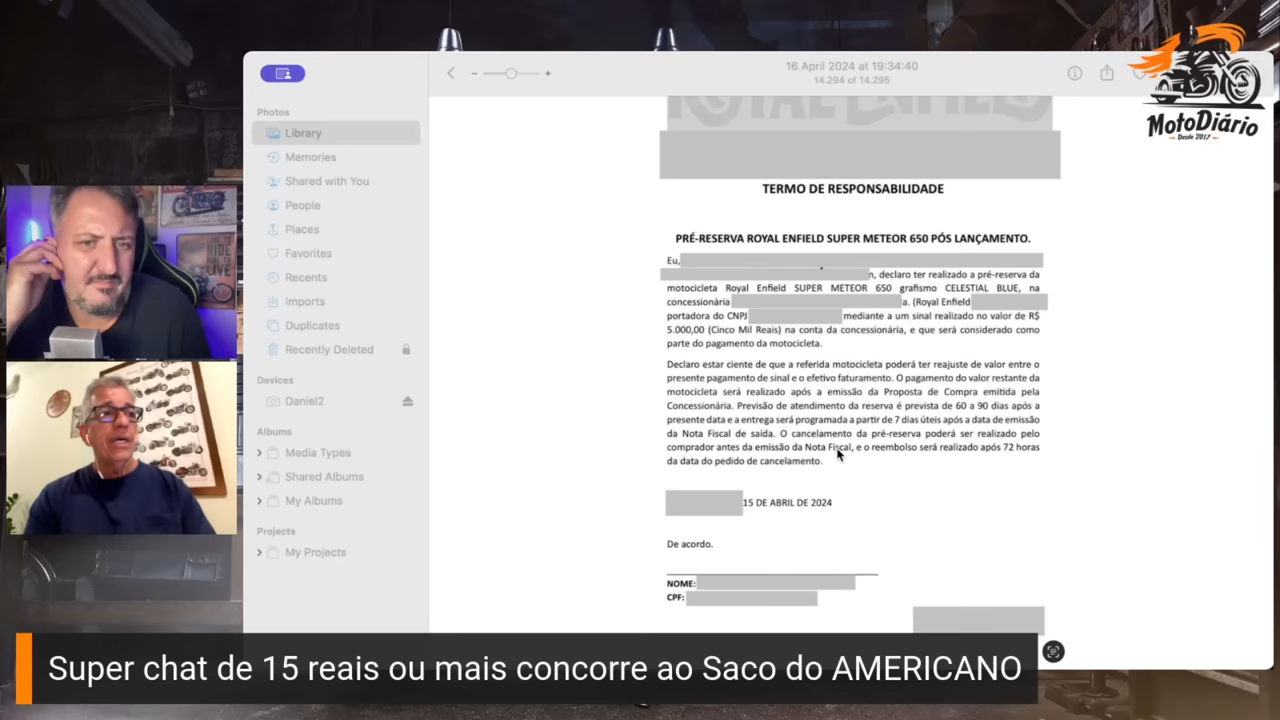 16 April 2024 at 19:34:40
14.294 of 14.295
MotoDiário
Desde 2017
Photos
Library
Memories
Shared with You
People
Places
Favorites
Recents
Imports
Duplicates
Recently Deleted
Devices
Daniel2
Albums
Media Types
Shared Albums
My Albums
Projects
My Projects
ROYAL ENFIELD
TERMO DE RESPONSABILIDADE
PRÉ-RESERVA ROYAL ENFIELD SUPER METEOR 650 PÓS LANÇAMENTO.
Eu,
n, declaro ter realizado a pré-reserva da
motocicleta Royal Enfield SUPER METEOR 650 grafismo CELESTIAL BLUE, na
concessionária a. (Royal Enfield
portadora do CNPJ mediante a um sinal realizado no valor de R$
5.000,00 (Cinco Mil Reais) na conta da concessionária, e que será considerado como
parte do pagamento da motocicleta.
Declaro estar ciente de que a referida motocicleta poderá ter reajuste de valor entre o
presente pagamento de sinal e o efetivo faturamento. O pagamento do valor restante da
motocicleta será realizado após a emissão da Proposta de Compra emitida pela
Concessionária. Previsão de atendimento da reserva é prevista de 60 a 90 dias após a
presente data e a entrega será programada a partir de 7 dias úteis após a data de emissão
da Nota Fiscal de saída. O cancelamento da pré-reserva poderá ser realizado pelo
comprador antes da emissão da Nota Fiscal, e o reembolso será realizado após 72 horas
da data do pedido de cancelamento.
15 DE ABRIL DE 2024
De acordo.
NOME:
CPF:
Super chat de 15 reais ou mais concorre ao Saco do AMERICANO